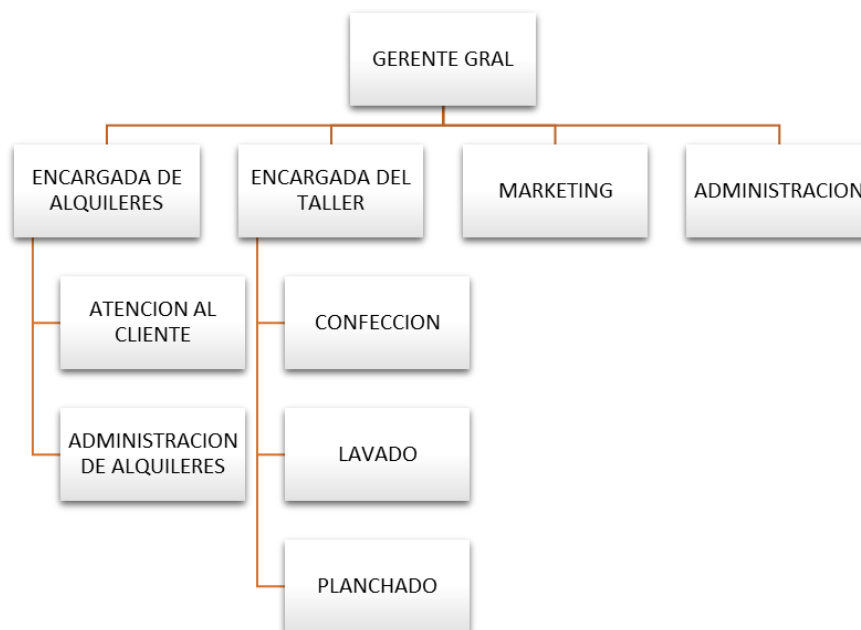 GERENTE GRAL
ENCARGADA DE
ALQUILERES
ENCARGADA DEL
TALLER
MARKETING
ADMINISTRACION
ATENCION AL
CLIENTE
CONFECCION
ADMINISTRACION
DE ALQUILERES
LAVADO
PLANCHADO